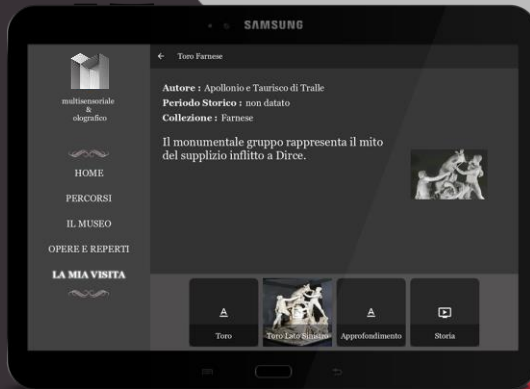 SAMSUNG
multisensoriale
&
olografico
HOME
PERCORSI
IL MUSEO
OPERE E REPERTI
LA MIA VISITA
← Toro Farnese
Autore : Apollonio e Taurisco di Tralle
Periodo Storico : non datato
Collezione : Farnese
Il monumentale gruppo rappresenta il mito
del supplizio inflitto a Dirce.
A
Toro
Toro Lato Sinistro
A
Approfondimento
Storia